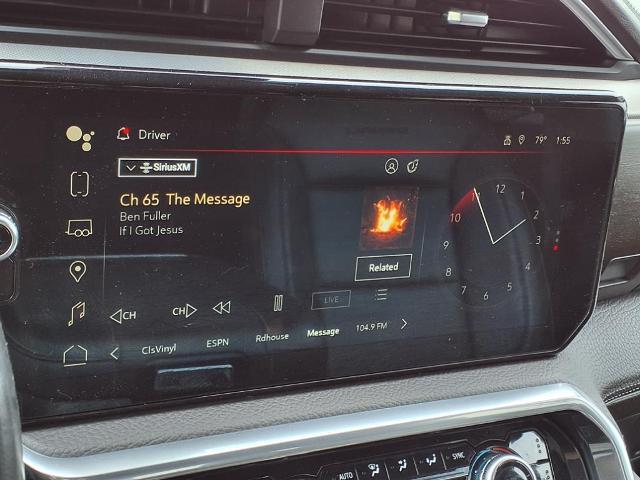 Driver
79° 1:55
SiriusXM
Ch 65 The Message
Ben Fuller
If I Got Jesus
Related
12
1
2
3
4
5
6
7
8
9
10
11
CH CH LIVE
ClsVinyl ESPN Rdhouse Message 104.9 FM
AUTO SYNC